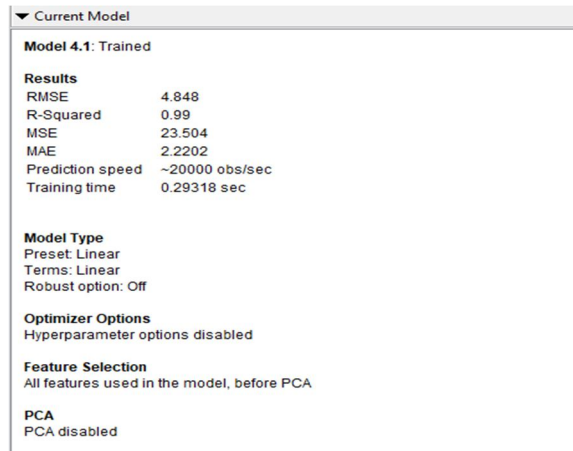 Current Model
Model 4.1: Trained
Results
RMSE 4.848
R-Squared 0.99
MSE 23.504
MAE 2.2202
Prediction speed ~20000 obs/sec
Training time 0.29318 sec
Model Type
Preset: Linear
Terms: Linear
Robust option: Off
Optimizer Options
Hyperparameter options disabled
Feature Selection
All features used in the model, before PCA
PCA
PCA disabled